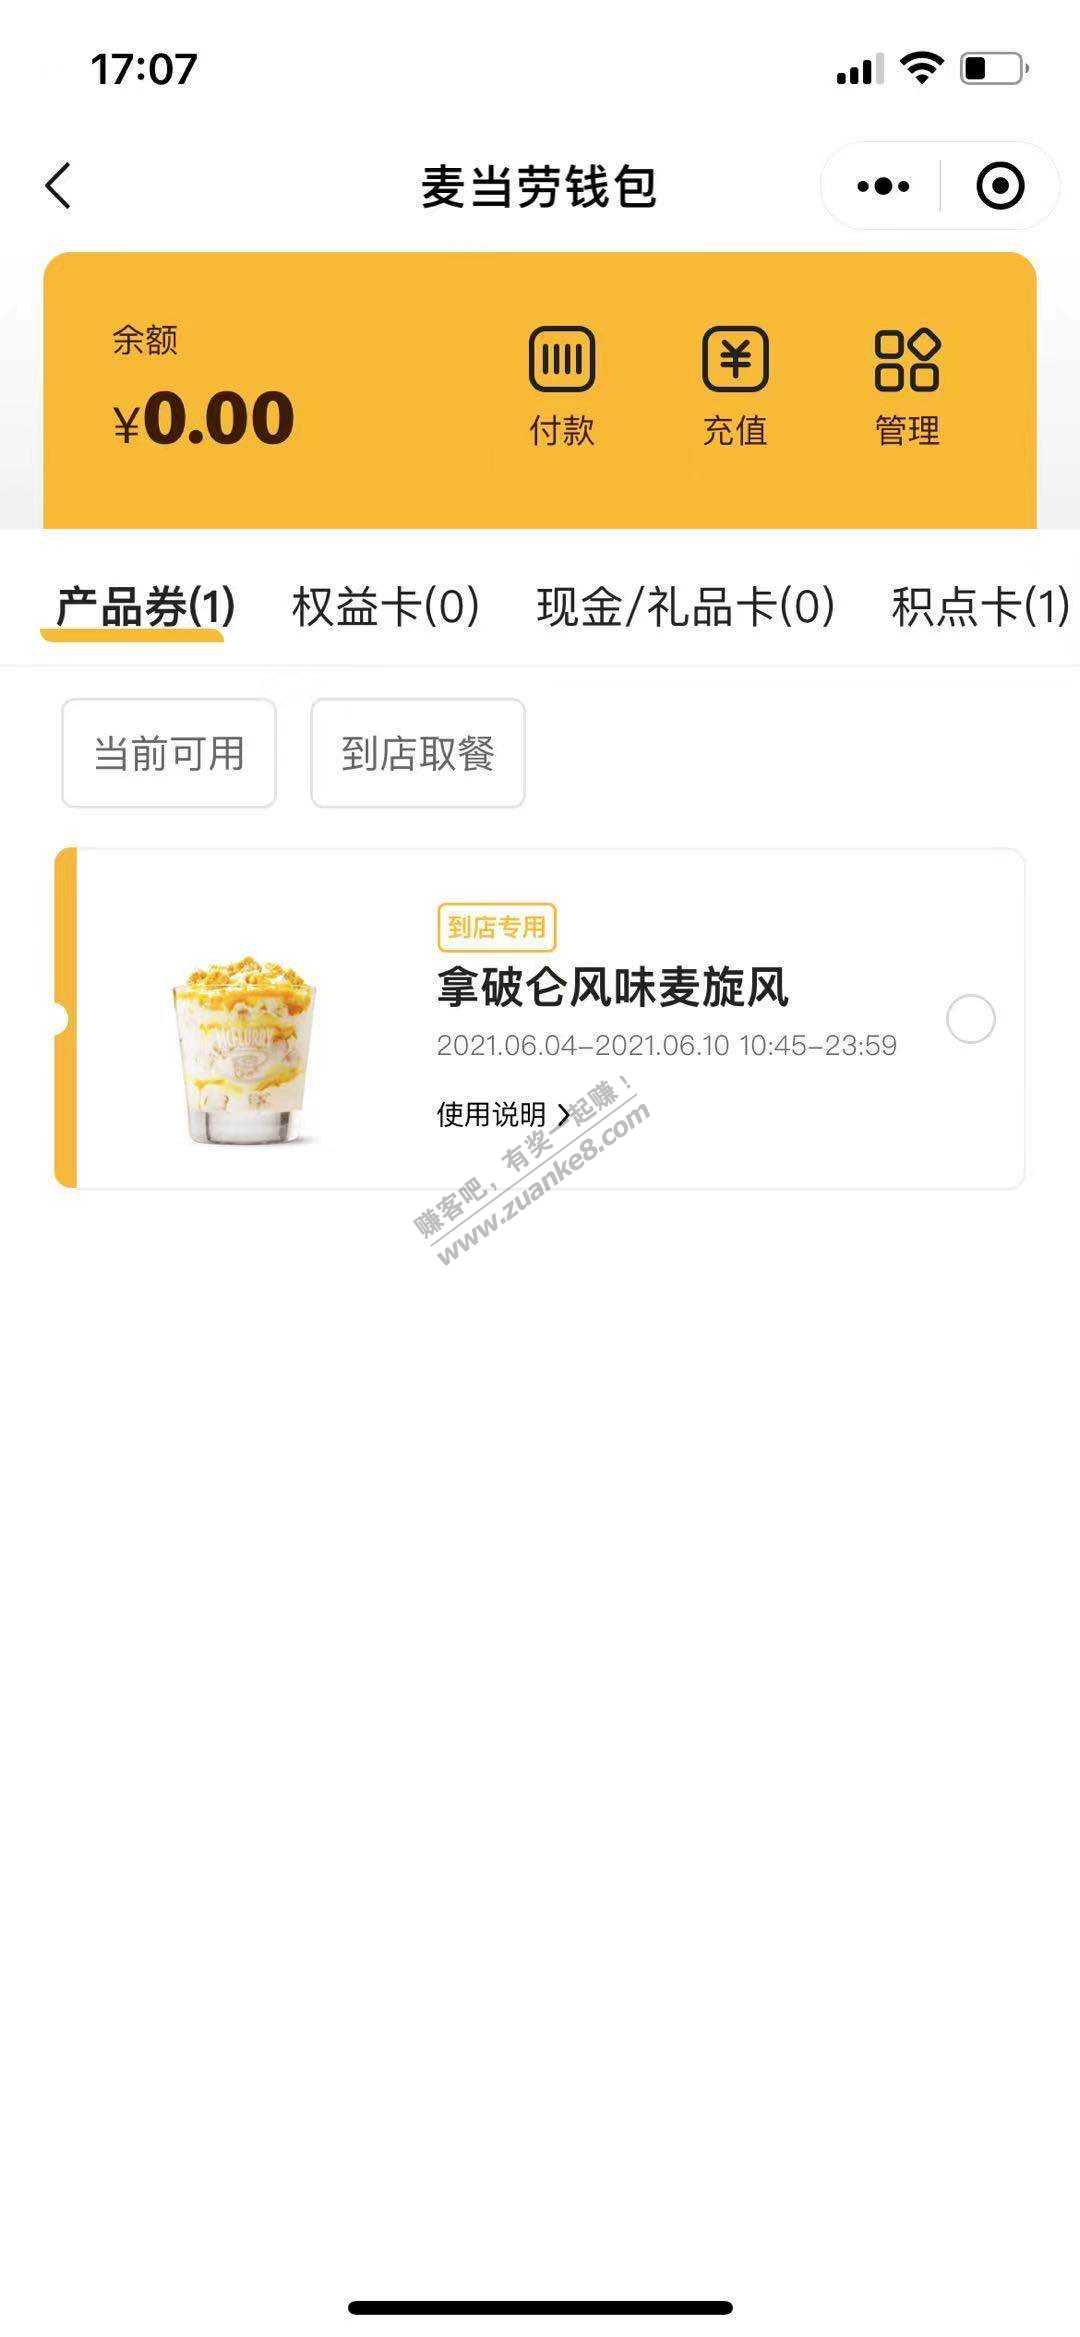 17:07
麦当劳钱包
余额
¥0.00
付款
充值
管理
产品券(1)
权益卡(0)
现金/礼品卡(0)
积点卡(1)
当前可用
到店取餐
到店专用
拿破仑风味麦旋风
2021.06.04-2021.06.10 10:45-23:59
使用说明
McFLURRY
赚客吧，有奖一起赚！
www.zuanke8.com